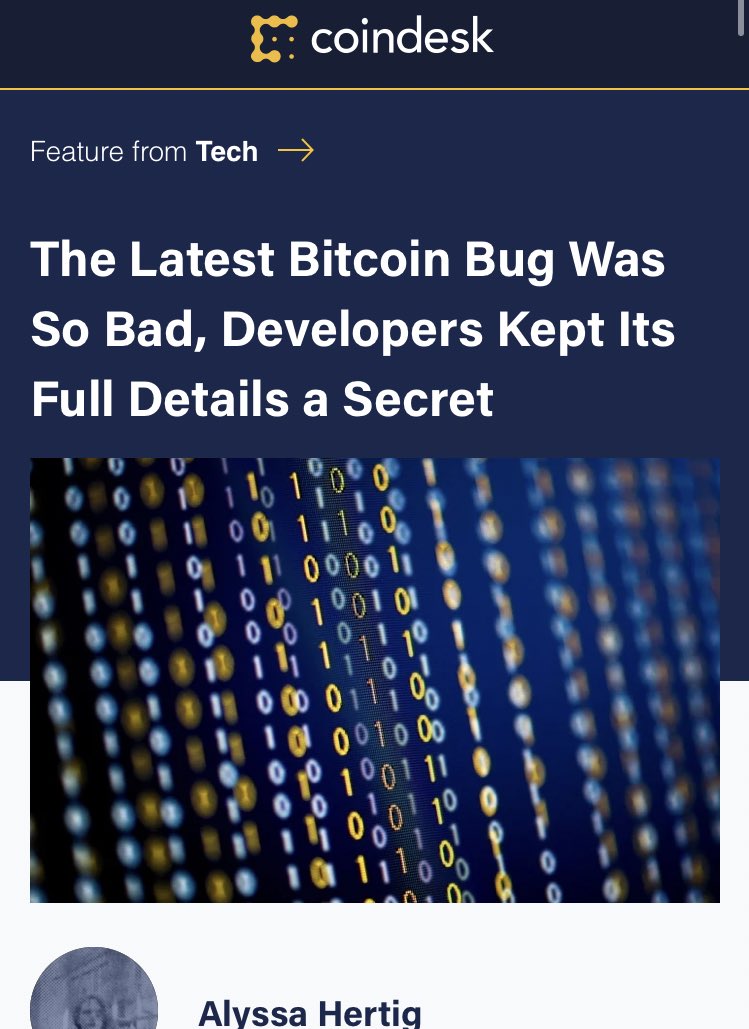 coindesk
Feature from Tech →
The Latest Bitcoin Bug Was
So Bad, Developers Kept Its
Full Details a Secret
Alyssa Hertig